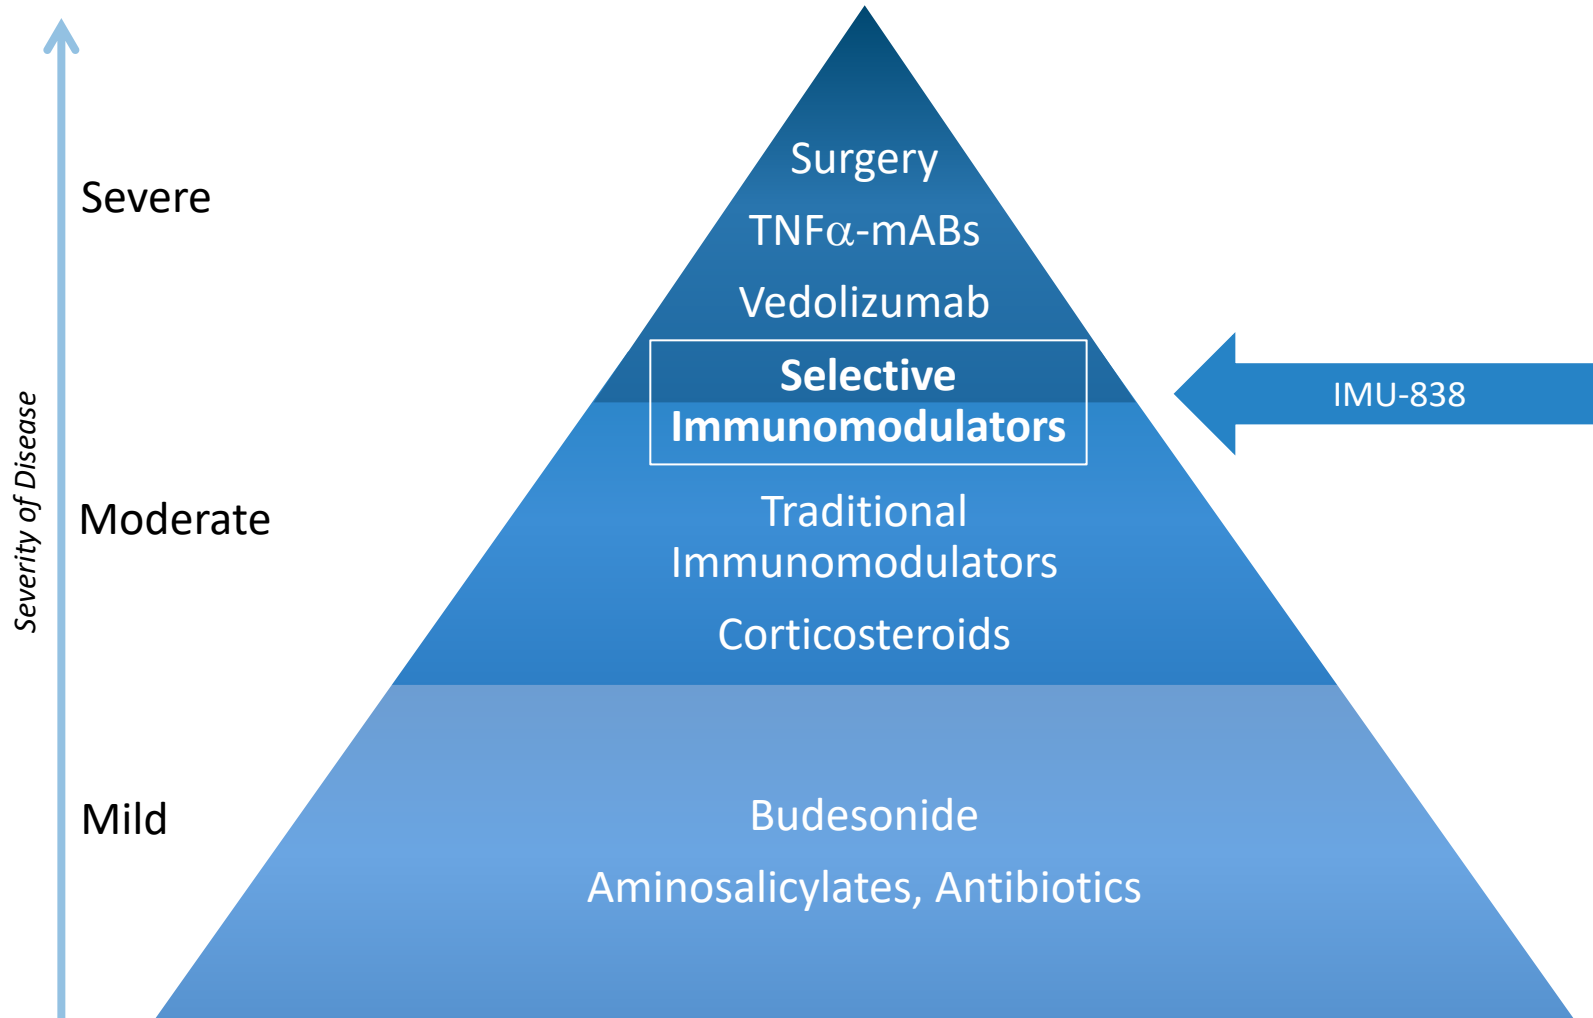 Severity of Disease
Severe
Moderate
Mild
Surgery
TNFα-mABs
Vedolizumab
Selective
Immunomodulators
Traditional
Immunomodulators
Corticosteroids
Budesonide
Aminosalicylates, Antibiotics
IMU-838